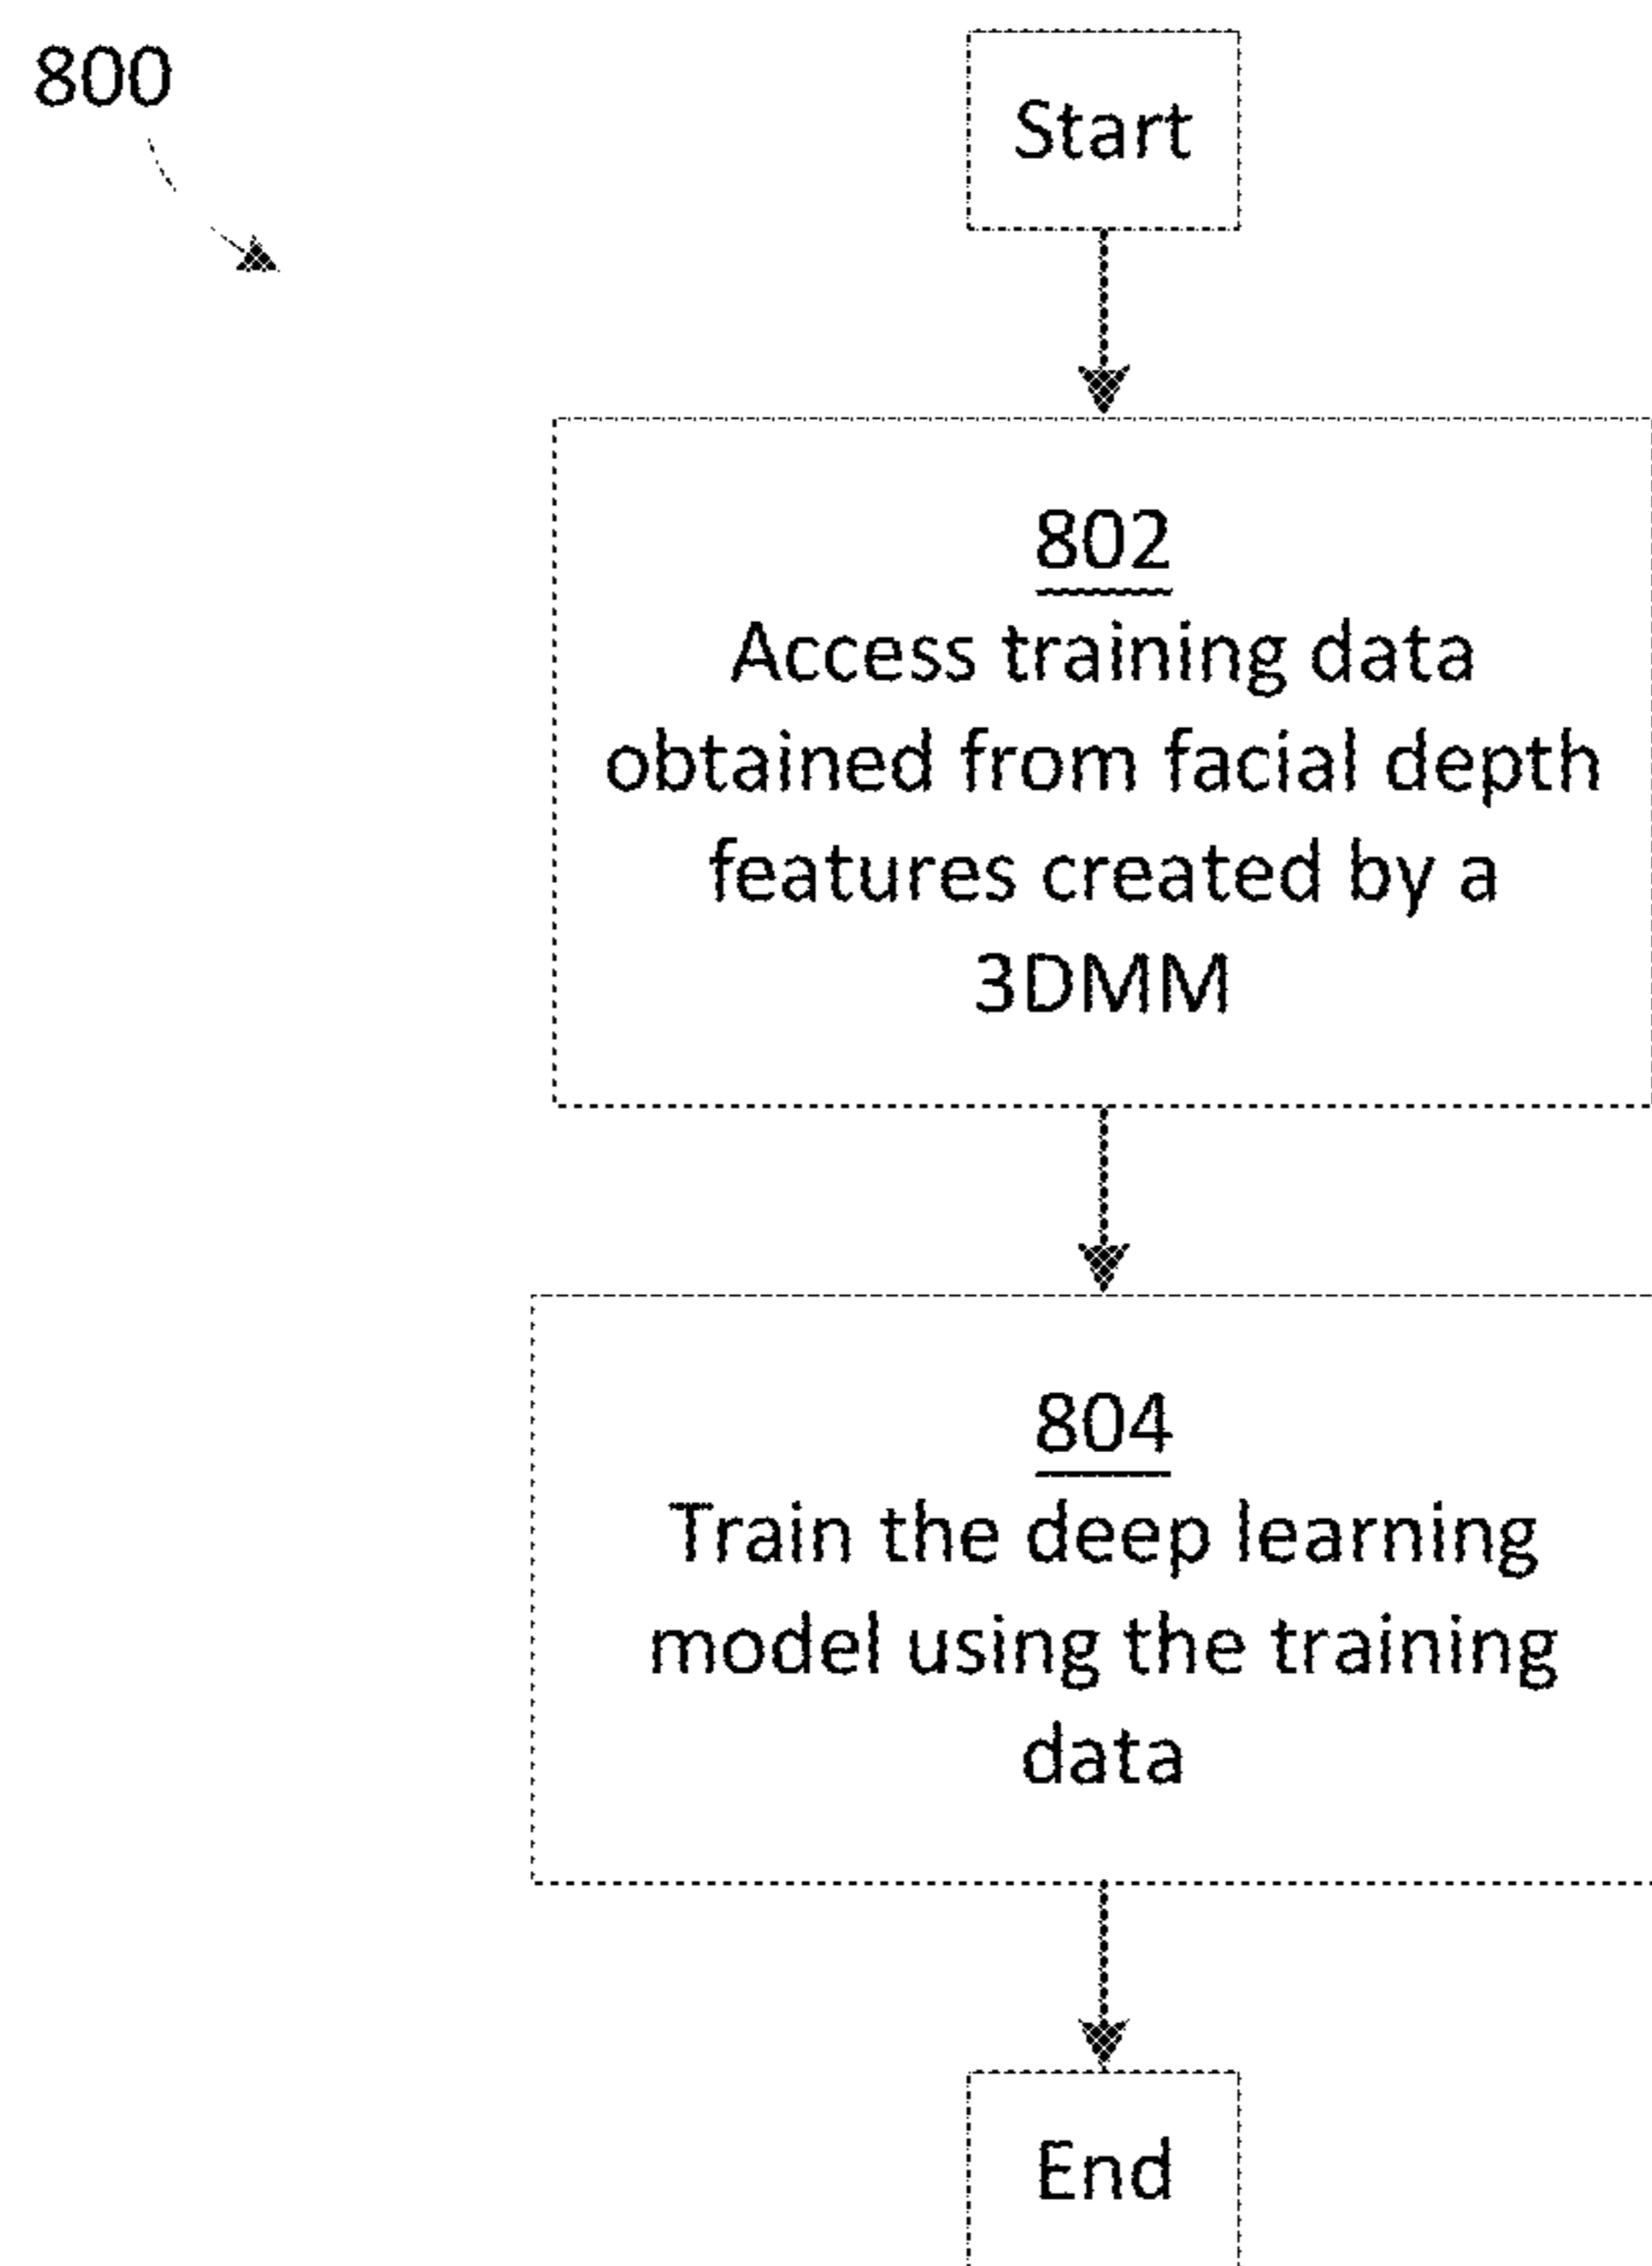 800
Start
802
Access training data
obtained from facial depth
features created by a
3DMM
804
Train the deep learning
model using the training
data
End